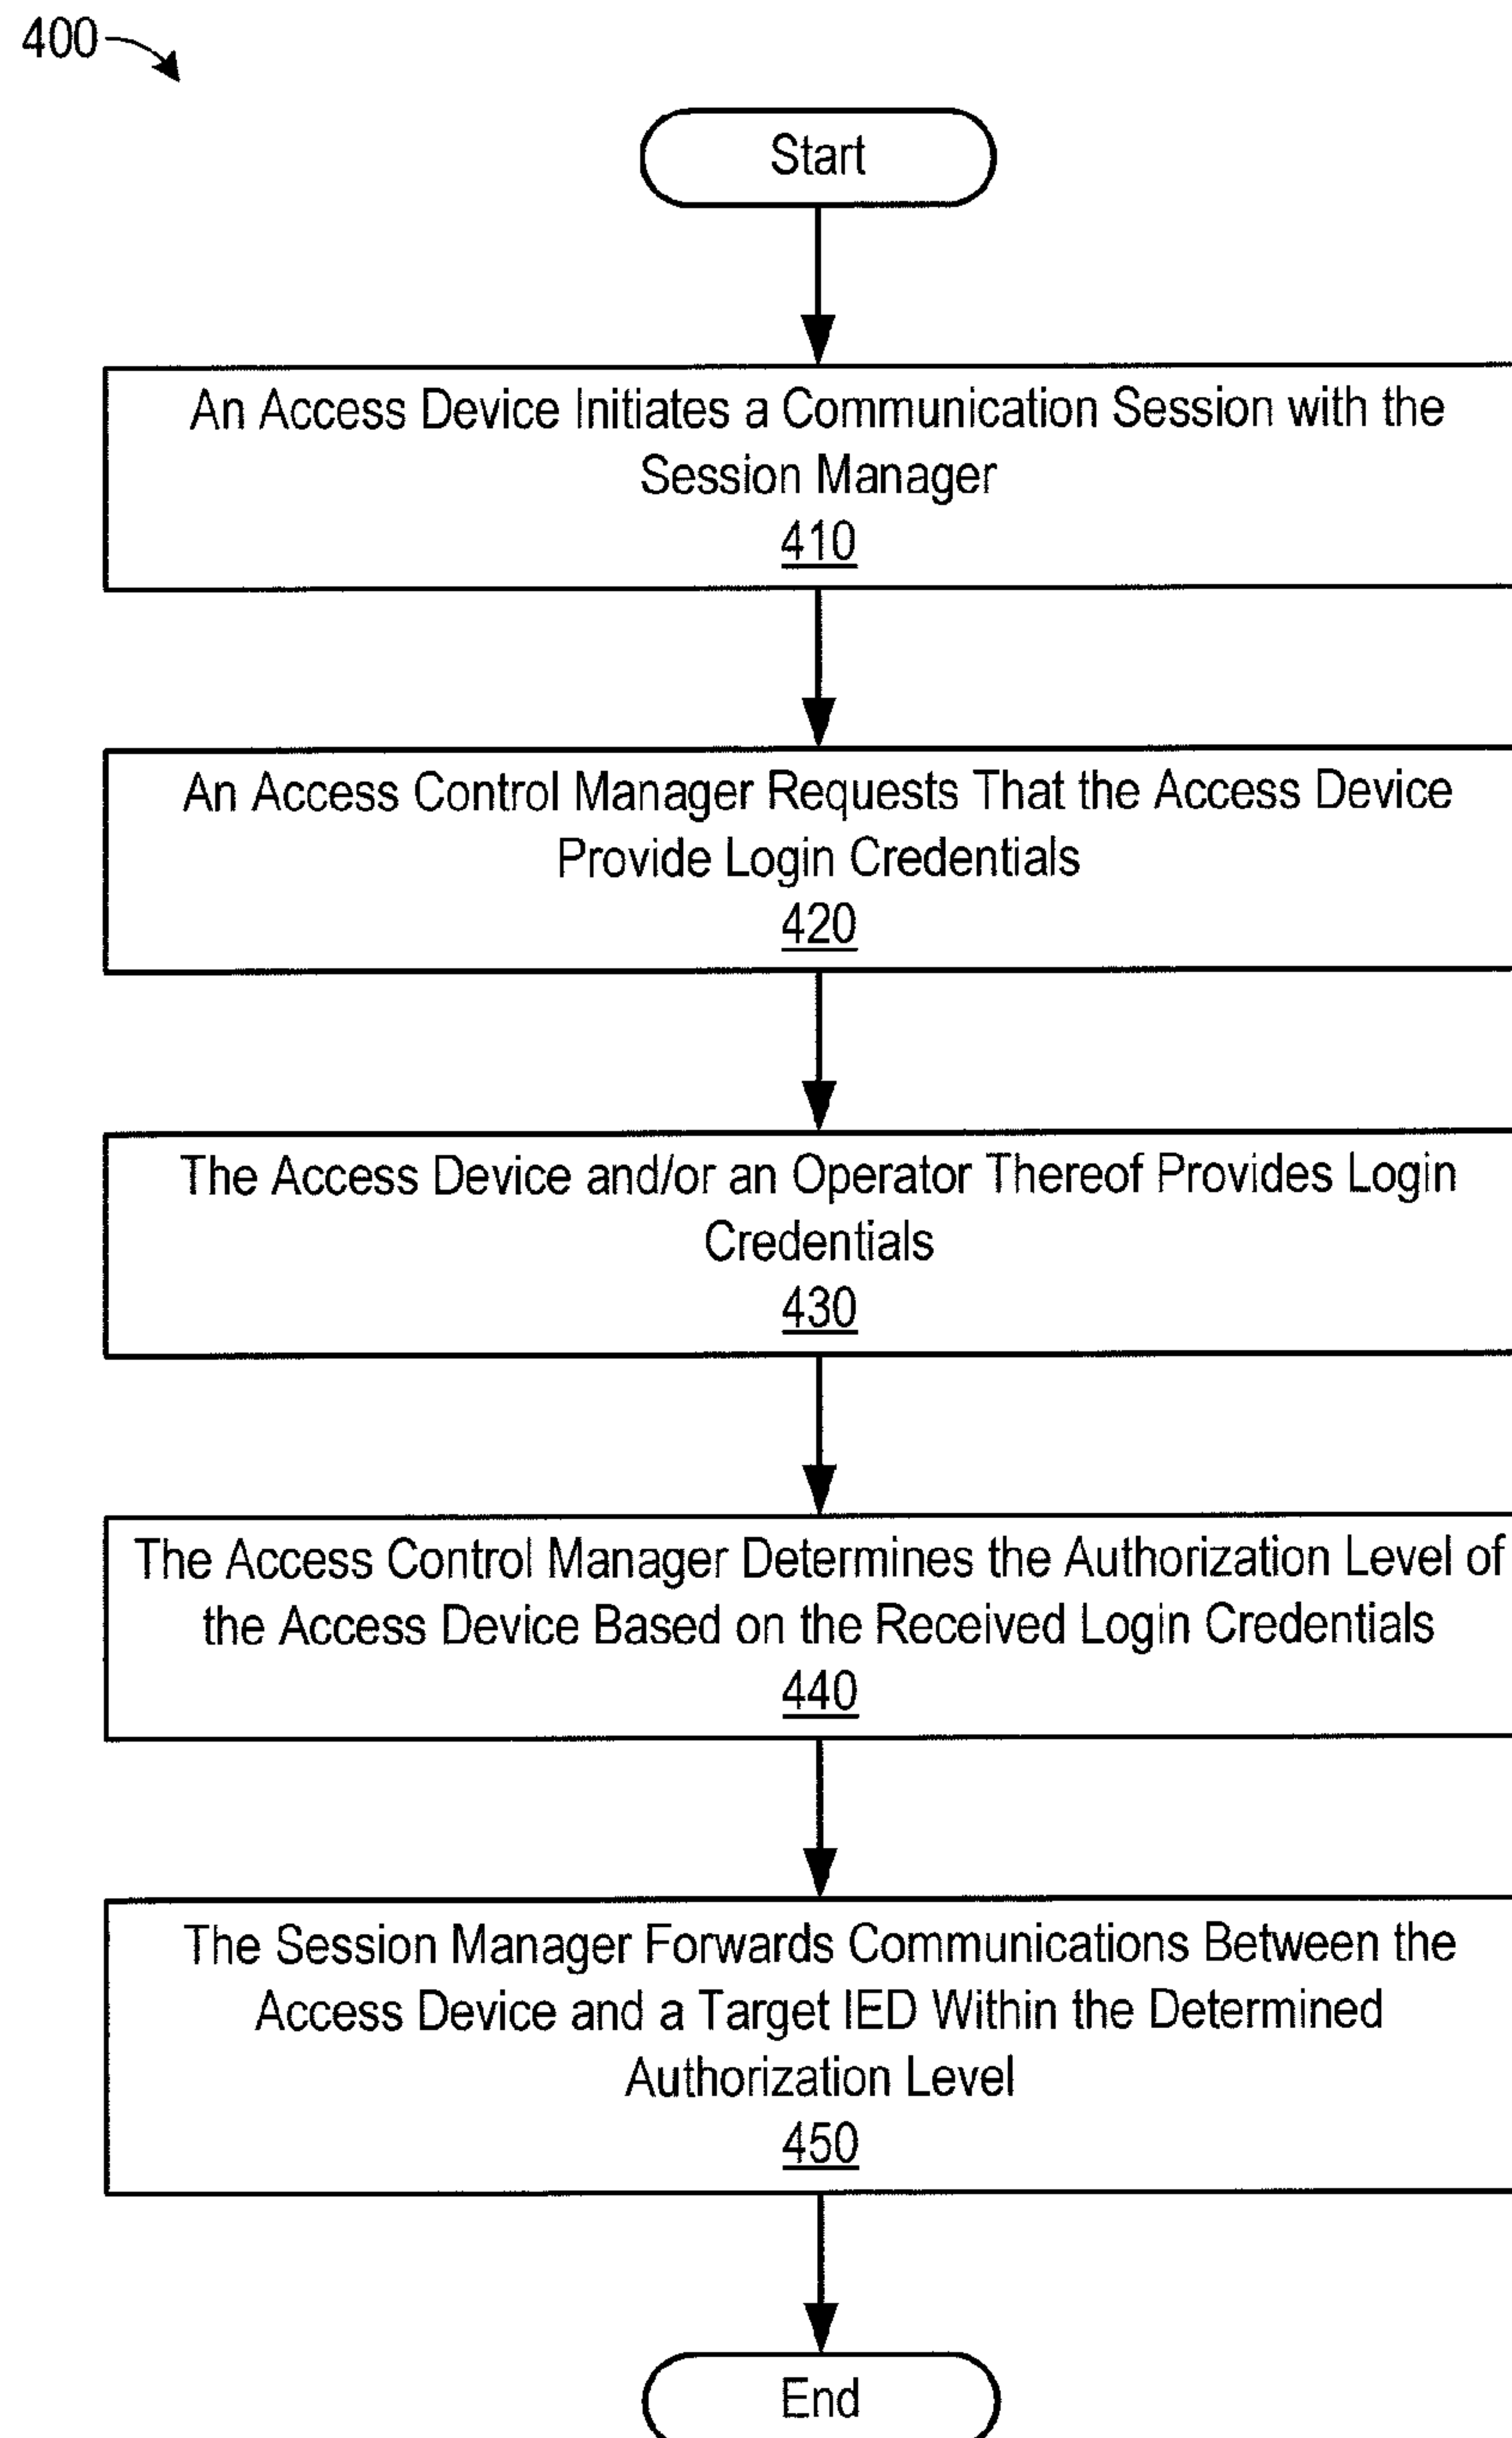 400
Start
An Access Device Initiates a Communication Session with the
Session Manager
410
An Access Control Manager Requests That the Access Device
Provide Login Credentials
420
The Access Device and/or an Operator Thereof Provides Login
Credentials
430
The Access Control Manager Determines the Authorization Level of
the Access Device Based on the Received Login Credentials
440
The Session Manager Forwards Communications Between the
Access Device and a Target IED Within the Determined
Authorization Level
450
End